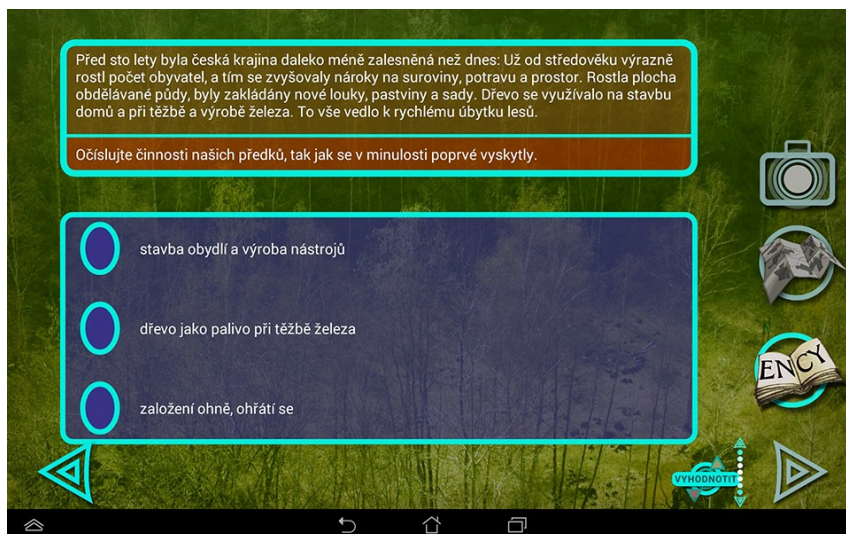 Před sto lety byla česká krajina daleko méně zalesněná než dnes: Už od středověku výrazně
rostl počet obyvatel, a tím se zvyšovaly nároky na suroviny, potravu a prostor. Rostla plocha
obdělávané půdy, byly zakládány nové louky, pastviny a sady. Dřevo se využívalo na stavbu
domů a při těžbě a výrobě železa. To vše vedlo k rychlému úbytku lesů.
Očíslujte činnosti našich předků, tak jak se v minulosti poprvé vyskytly.
stavba obydlí a výroba nástrojů
dřevo jako palivo při těžbě železa
založení ohně, ohřátí se
ENCY
VYHODNOTIT